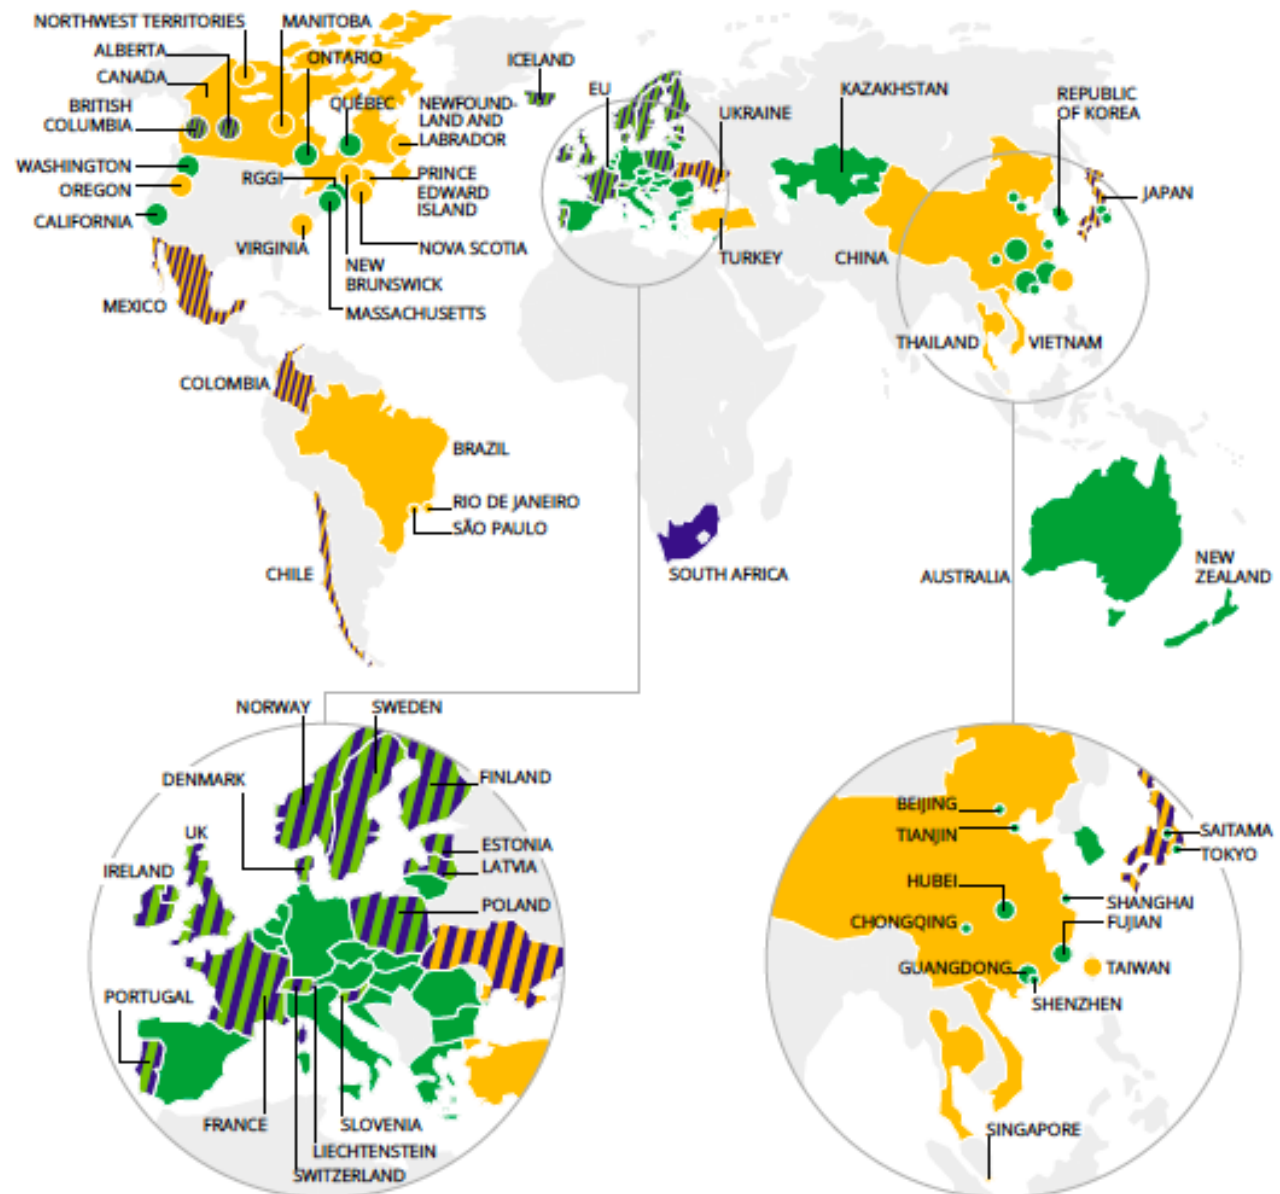 NORTHWEST TERRITORIES
MANITOBA
ALBERTA
ONTARIO
CANADA
BRITISH
COLUMBIA
QUÉBEC
NEWFOUND-
LAND AND
LABRADOR
WASHINGTON
OREGON
RGGI
PRINCE
EDWARD
ISLAND
CALIFORNIA
VIRGINIA
NOVA SCOTIA
NEW
BRUNSWICK
MEXICO
MASSACHUSETTS
ICELAND
EU
UKRAINE
KAZAKHSTAN
REPUBLIC
OF KOREA
JAPAN
TURKEY
CHINA
THAILAND
VIETNAM
COLOMBIA
BRAZIL
RIO DE JANEIRO
SÃO PAULO
CHILE
SOUTH AFRICA
AUSTRALIA
NEW
ZEALAND
NORWAY
SWEDEN
DENMARK
FINLAND
UK
ESTONIA
LATVIA
IRELAND
POLAND
PORTUGAL
FRANCE
SLOVENIA
LIECHTENSTEIN
SWITZERLAND
BEIJING
TIANJIN
SAITAMA
TOKYO
HUBEI
SHANGHAI
CHONGQING
FUJIAN
GUANGDONG
TAIWAN
SHENZHEN
SINGAPORE